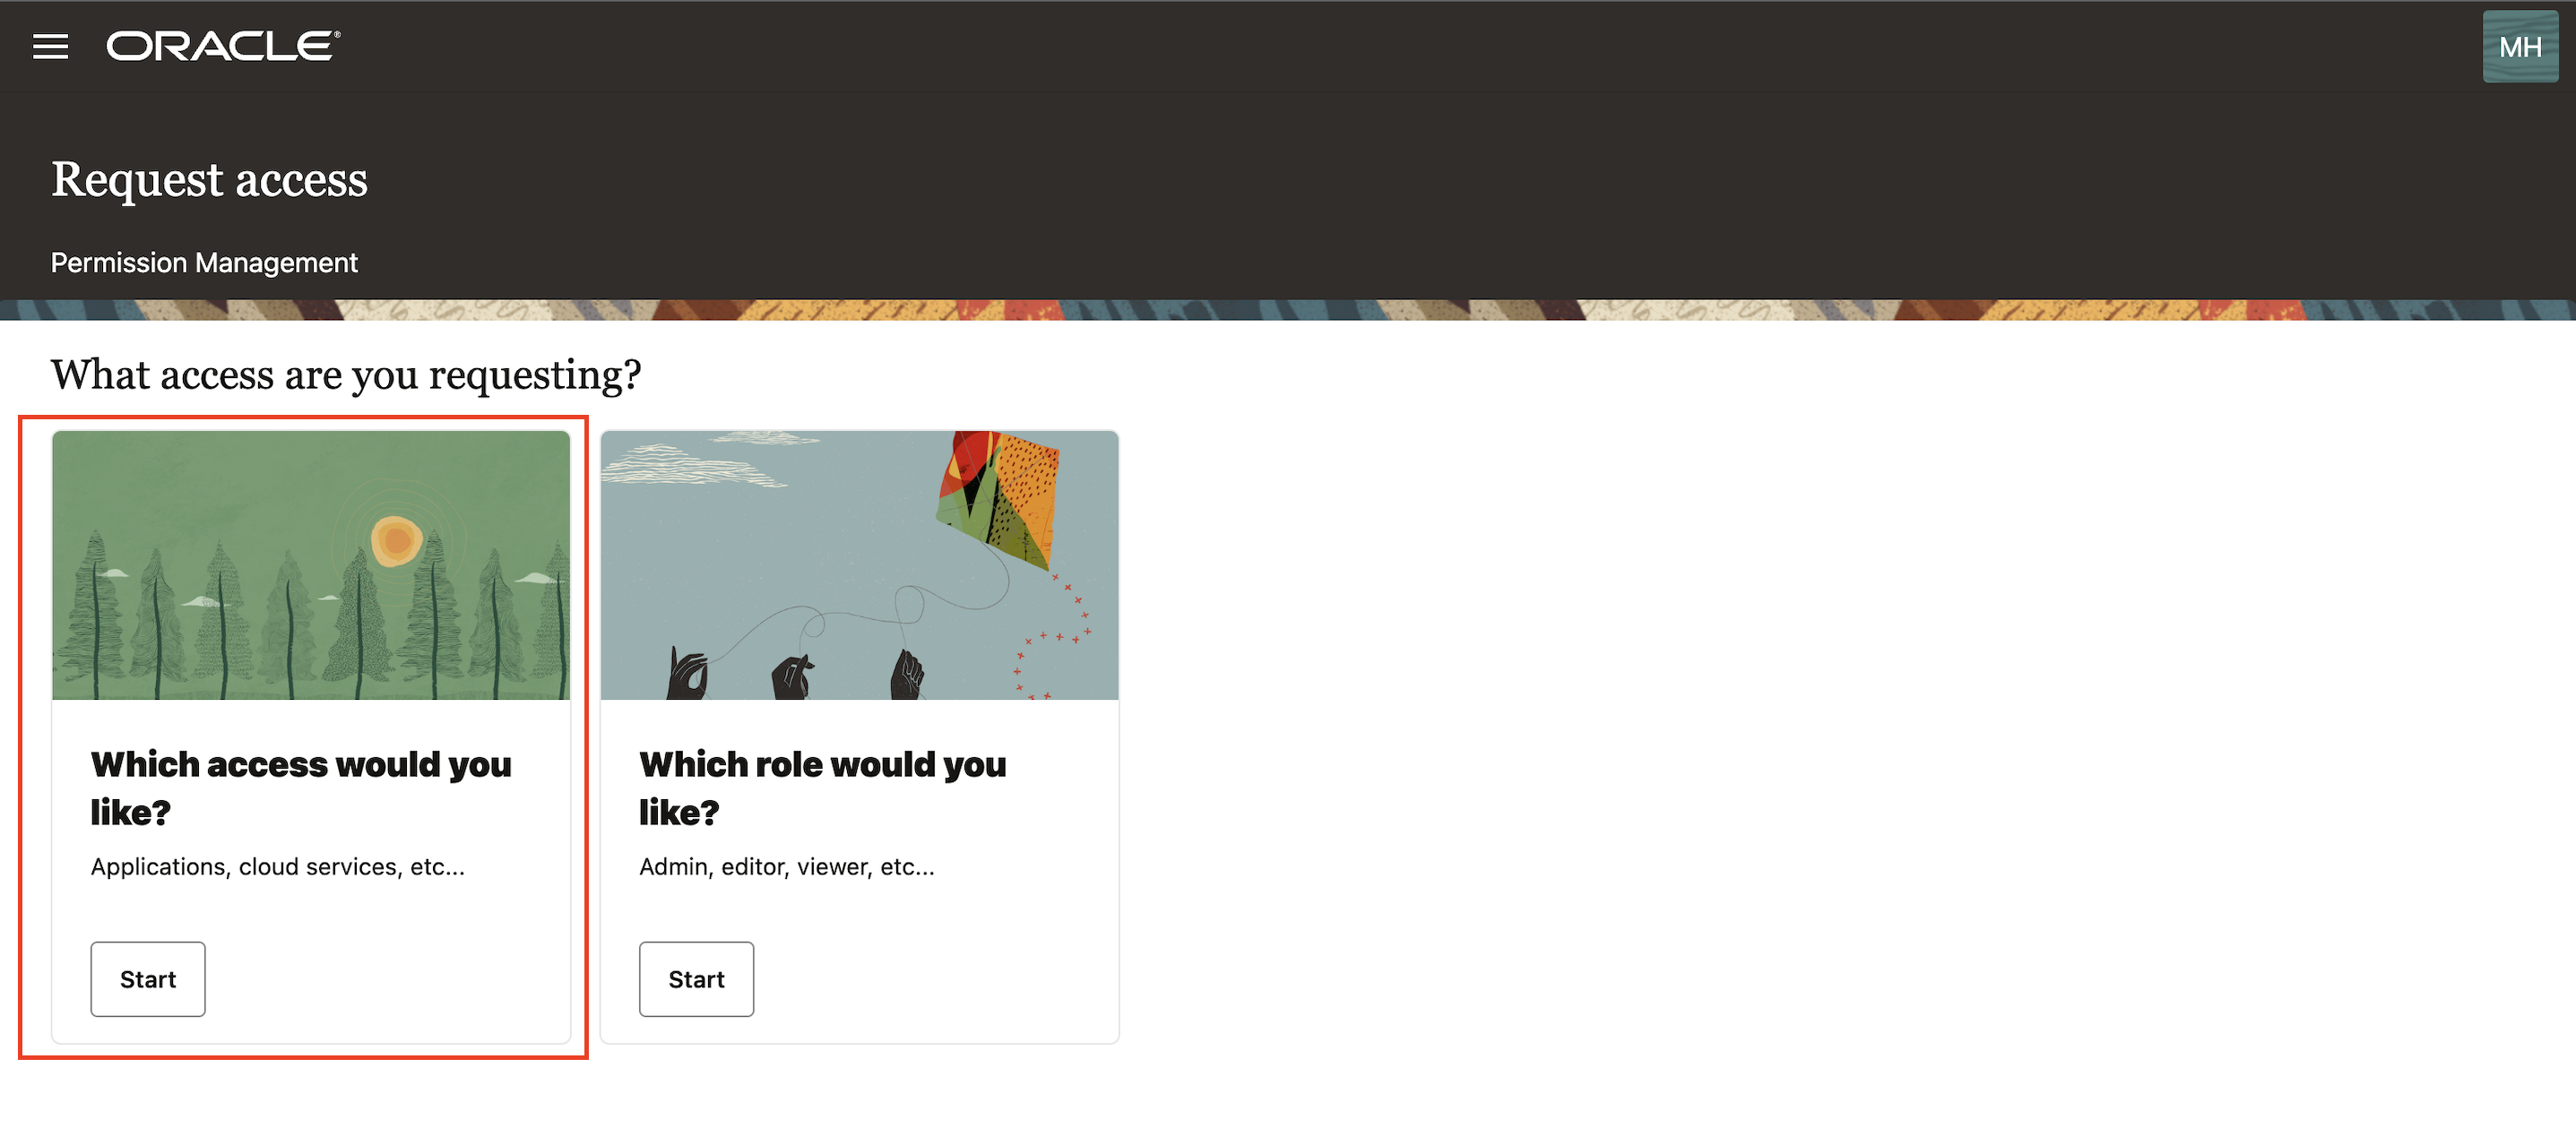 ORACLE®
MH
Request access
Permission Management
What access are you requesting?
Which access would you
like?
Applications, cloud services, etc...
Start
Which role would you
like?
Admin, editor, viewer, etc...
Start